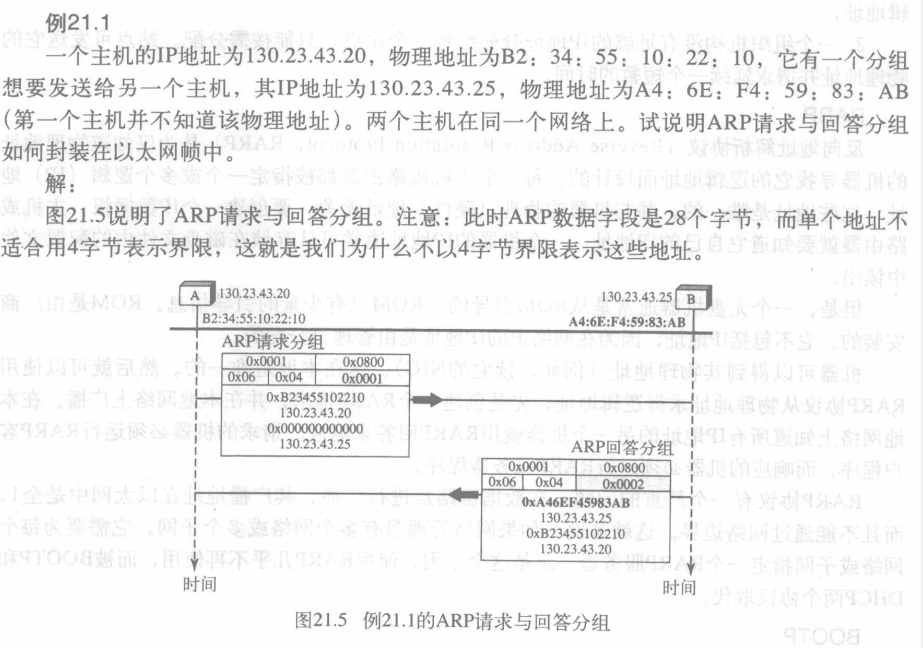 例21.1
一个主机的IP地址为130.23.43.20，物理地址为B2：34：55：10：22：10，它有一个分组
想要发送给另一个主机，其IP地址为130.23.43.25，物理地址为A4：6E：F4：59：83：AB
(第一个主机并不知道该物理地址)。两个主机在同一个网络上。试说明ARP请求与回答分组
如何封装在以太网帧中。
解：
图21.5说明了ARP请求与回答分组。注意：此时ARP数据字段是28个字节，而单个地址不
适合用4字节表示界限，这就是我们为什么不以4字节界限表示这些地址。
A 130.23.43.20
B2:34:55:10:22:10
130.23.43.25 B
A4:6E:F4:59:83:AB
ARP请求分组
0x0001 0x0800
0x06 0x04 0x0001
0xB23455102210
130.23.43.20
0x000000000000
130.23.43.25
ARP回答分组
0x0001 0x0800
0x06 0x04 0x0002
0xA46EF45983AB
130.23.43.25
0xB23455102210
130.23.43.20
时间
时间
图21.5 例21.1的ARP请求与回答分组